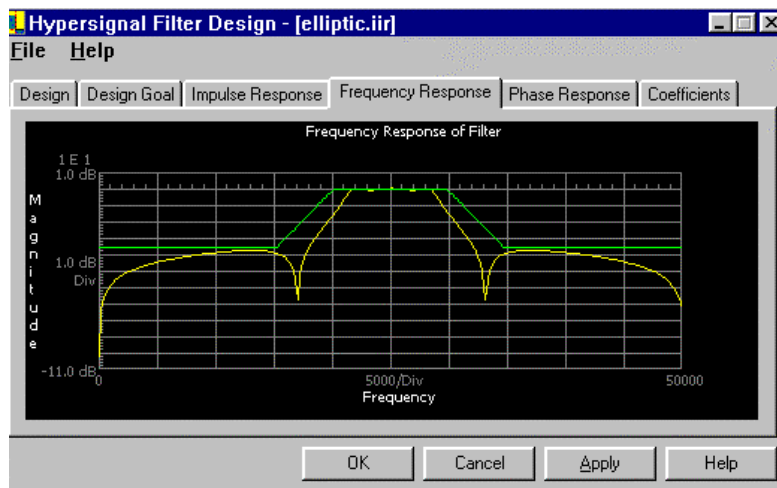 Hypersignal Filter Design - [elliptic.iir]
File Help
Design Design Goal Impulse Response Frequency Response Phase Response Coefficients
Frequency Response of Filter
1 E 1
1.0 dB
Magnitude
1.0 dB
Div
-11.0 dB
0 5000/Div 50000
Frequency
OK Cancel Apply Help